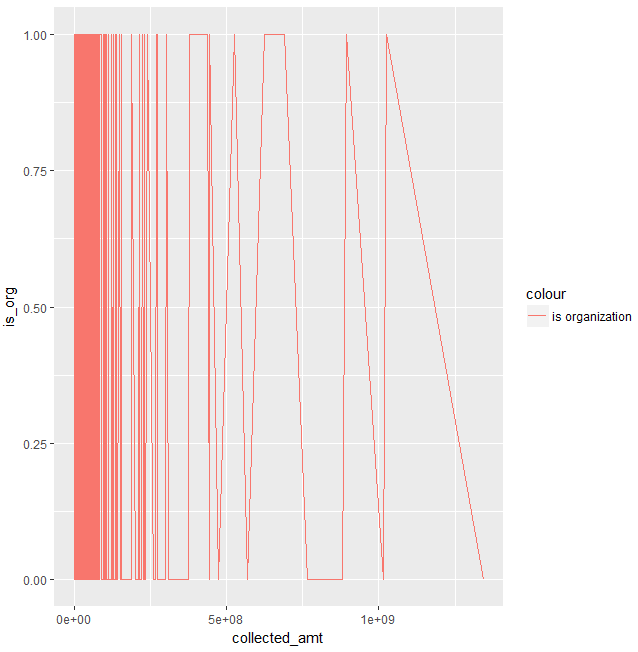 1.00
0.75
0.50
0.25
0.00
is_org
0e+00 5e+08 1e+09
collected_amt
colour
is organization